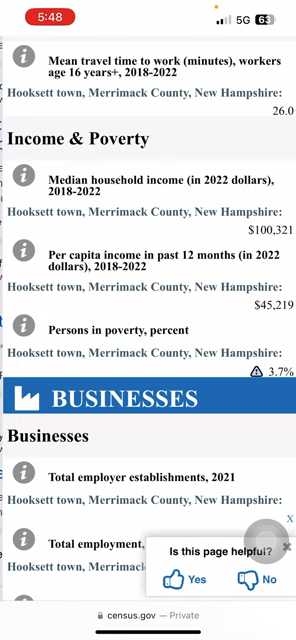 5:48
5G 63
Mean travel time to work (minutes), workers
age 16 years+, 2018-2022
Hooksett town, Merrimack County, New Hampshire:
26.0
Income & Poverty
Median household income (in 2022 dollars),
2018-2022
Hooksett town, Merrimack County, New Hampshire:
$100,321
Per capita income in past 12 months (in 2022
dollars), 2018-2022
Hooksett town, Merrimack County, New Hampshire:
$45,219
Persons in poverty, percent
Hooksett town, Merrimack County, New Hampshire:
3.7%
BUSINESSES
Businesses
Total employer establishments, 2021
Hooksett town, Merrimack County, New Hampshire:
X
Total employment,
Hooksett town, Merrimack
Is this page helpful?
Yes No
census.gov — Private